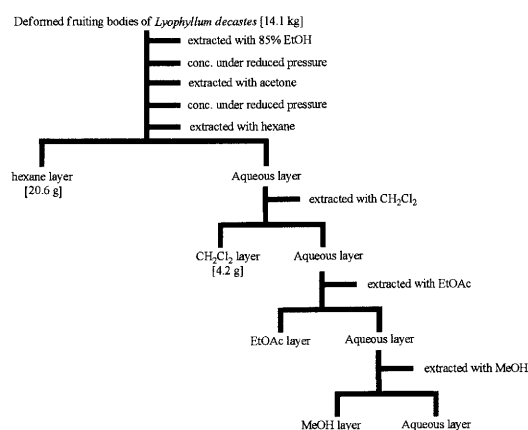 Deformed fruiting bodies of Lyophyllum decastes [14.1 kg]
extracted with 85% EtOH
conc. under reduced pressure
extracted with acetone
conc. under reduced pressure
extracted with hexane
hexane layer
[20.6 g]
Aqueous layer
extracted with CH₂Cl₂
CH₂Cl₂ layer
[4.2 g]
Aqueous layer
extracted with EtOAc
EtOAc layer
Aqueous layer
extracted with MeOH
MeOH layer
Aqueous layer